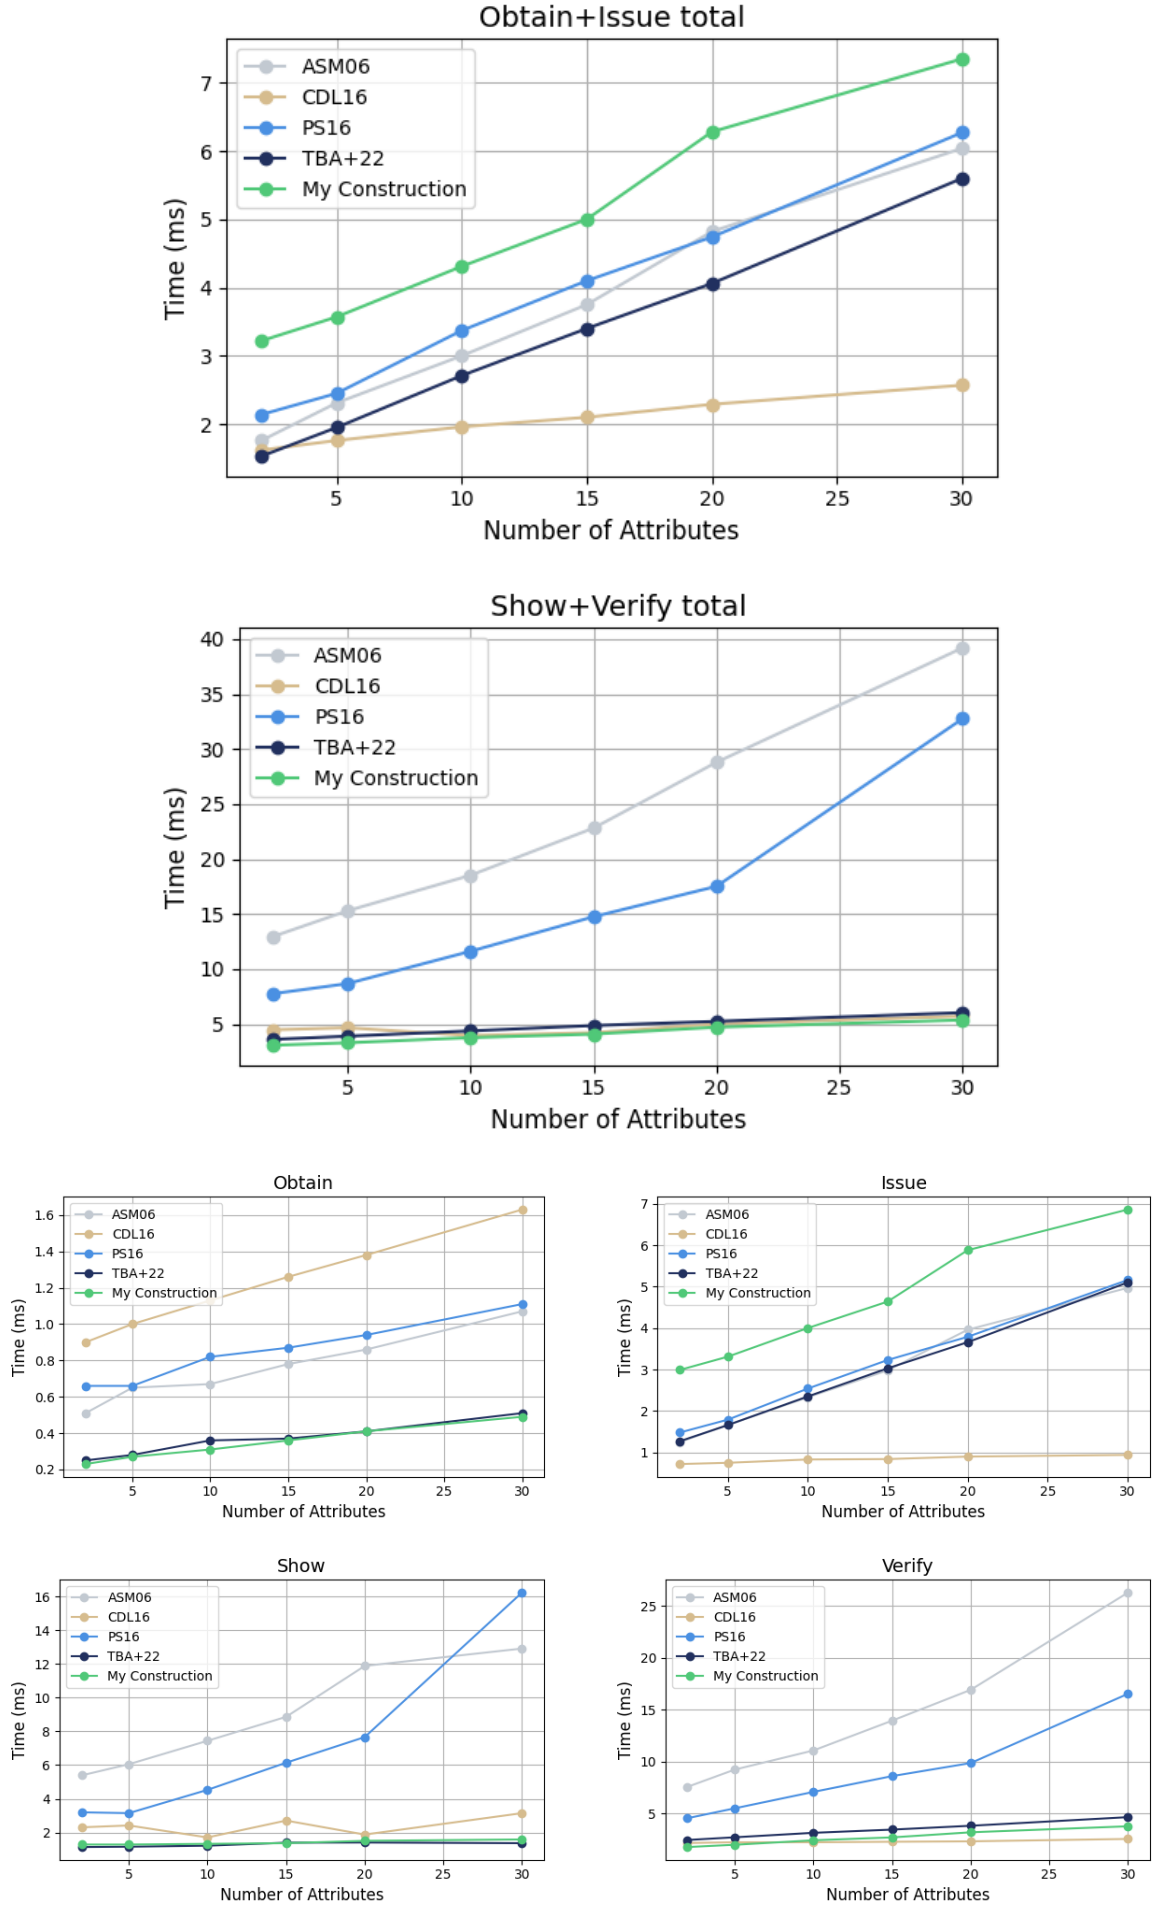 Obtain+Issue total
ASM06
CDL16
PS16
TBA+22
My Construction
7
6
5
4
3
2
Time (ms)
5 10 15 20 25 30
Number of Attributes
Show+Verify total
ASM06
CDL16
PS16
TBA+22
My Construction
40
35
30
25
20
15
10
5
Time (ms)
5 10 15 20 25 30
Number of Attributes
Obtain
ASM06
CDL16
PS16
TBA+22
My Construction
1.6
1.4
1.2
1.0
0.8
0.6
0.4
0.2
Time (ms)
5 10 15 20 25 30
Number of Attributes
Issue
ASM06
CDL16
PS16
TBA+22
My Construction
7
6
5
4
3
2
1
Time (ms)
5 10 15 20 25 30
Number of Attributes
Show
ASM06
CDL16
PS16
TBA+22
My Construction
16
14
12
10
8
6
4
2
Time (ms)
5 10 15 20 25 30
Number of Attributes
Verify
ASM06
CDL16
PS16
TBA+22
My Construction
25
20
15
10
5
Time (ms)
5 10 15 20 25 30
Number of Attributes